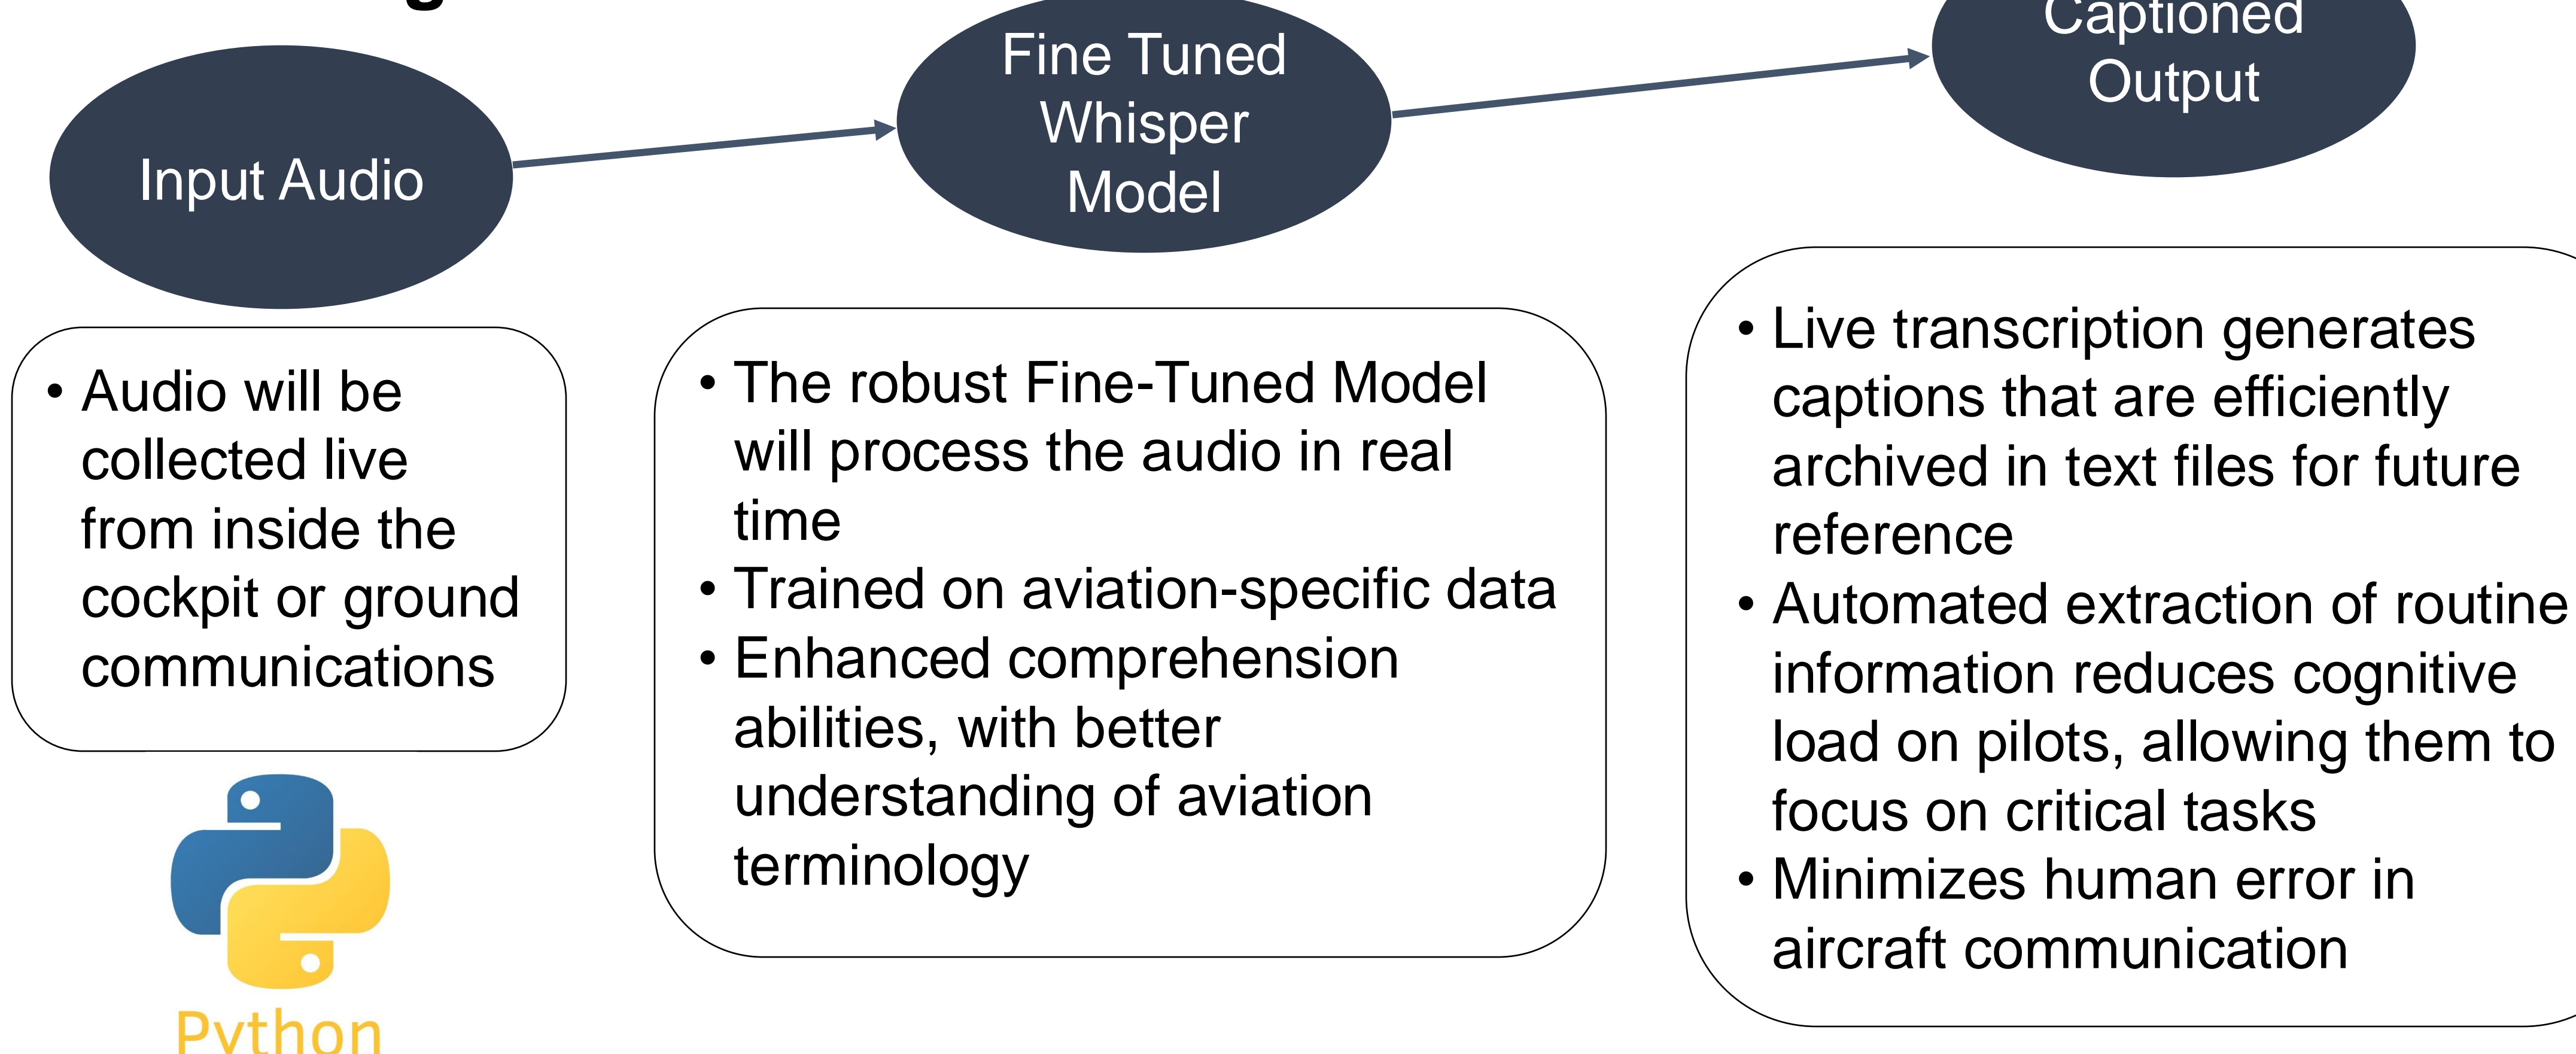 Input Audio
Fine Tuned
Whisper
Model
Captioned
Output
• Audio will be
collected live
from inside the
cockpit or ground
communications
• The robust Fine-Tuned Model
will process the audio in real
time
• Trained on aviation-specific data
• Enhanced comprehension
abilities, with better
understanding of aviation
terminology
• Live transcription generates
captions that are efficiently
archived in text files for future
reference
• Automated extraction of routine
information reduces cognitive
load on pilots, allowing them to
focus on critical tasks
• Minimizes human error in
aircraft communication
Python